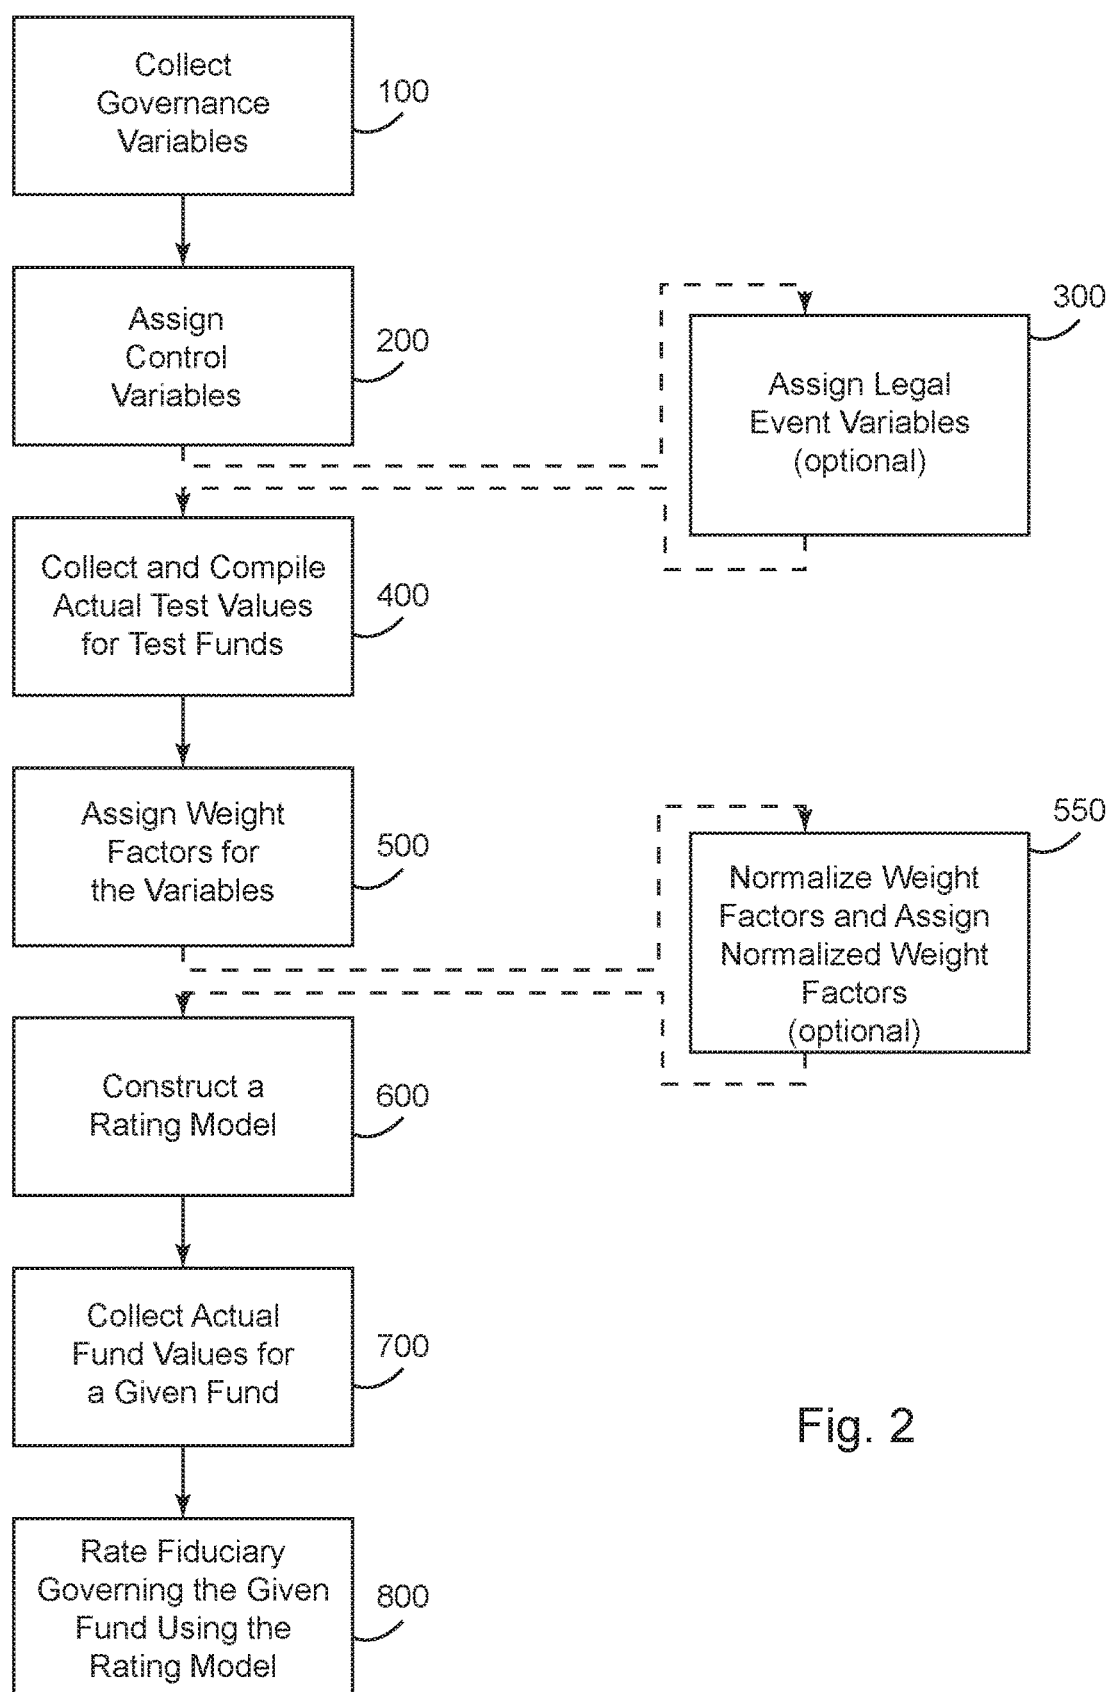 Collect
Governance
Variables
100
Assign
Control
Variables
200
Assign Legal
Event Variables
(optional)
300
Collect and Compile
Actual Test Values
for Test Funds
400
Assign Weight
Factors for
the Variables
500
Normalize Weight
Factors and Assign
Normalized Weight
Factors
(optional)
550
Construct a
Rating Model
600
Collect Actual
Fund Values for
a Given Fund
700
Fig. 2
Rate Fiduciary
Governing the Given
Fund Using the
Rating Model
800